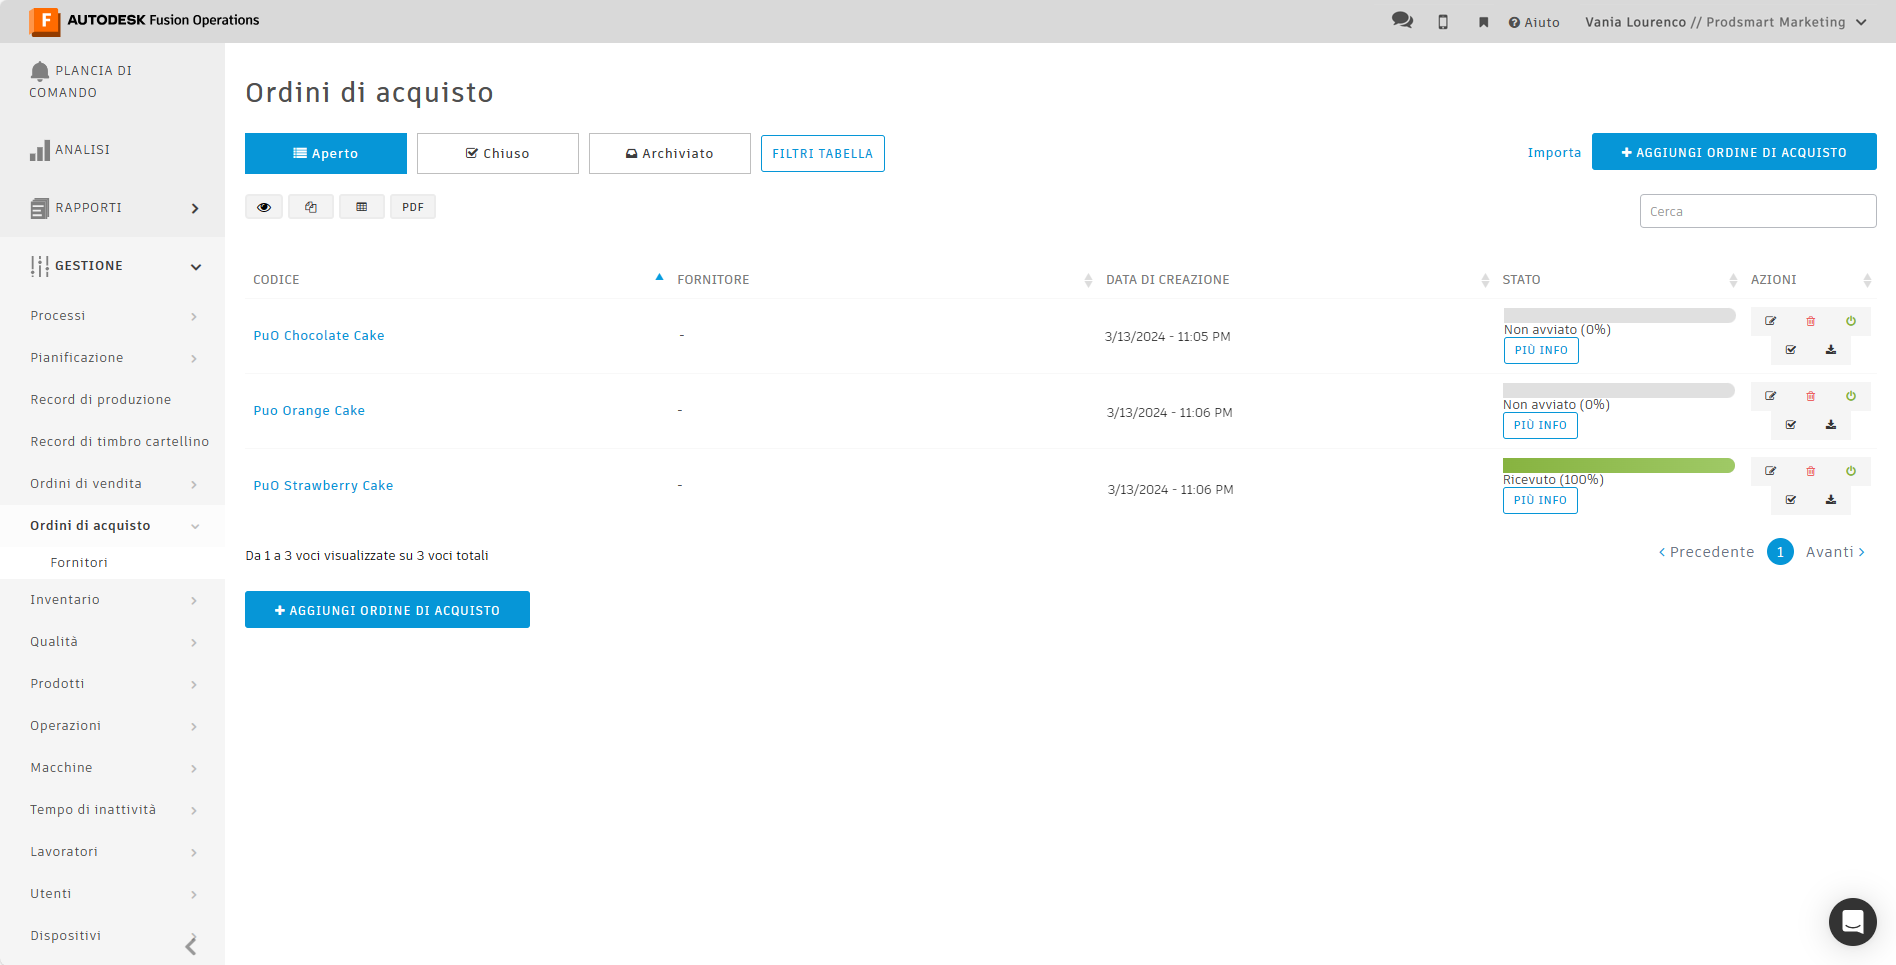 AUTODESK Fusion Operations
Aiuto
Vania Lourenco // Prodsmart Marketing
PLANCIA DI
COMANDO
ANALISI
RAPPORTI
GESTIONE
Processi
Pianificazione
Record di produzione
Record di timbro cartellino
Ordini di vendita
Ordini di acquisto
Fornitori
Inventario
Qualità
Prodotti
Operazioni
Macchine
Tempo di inattività
Lavoratori
Utenti
Dispositivi
Ordini di acquisto
Aperto
Chiuso
Archiviato
FILTRI TABELLA
Importa
+ AGGIUNGI ORDINE DI ACQUISTO
PDF
Cerca
CODICE FORNITORE DATA DI CREAZIONE STATO AZIONI
PuO Chocolate Cake - 3/13/2024 - 11:05 PM Non avviato (0%)
PIÙ INFO
Puo Orange Cake - 3/13/2024 - 11:06 PM Non avviato (0%)
PIÙ INFO
PuO Strawberry Cake - 3/13/2024 - 11:06 PM Ricevuto (100%)
PIÙ INFO
Da 1 a 3 voci visualizzate su 3 voci totali
‹ Precedente 1 Avanti ›
+ AGGIUNGI ORDINE DI ACQUISTO